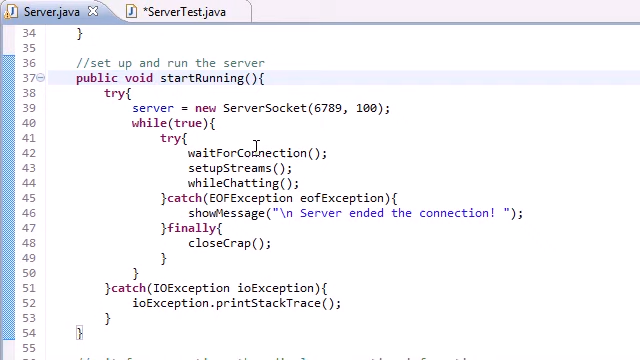 Server.java *ServerTest.java
34 }
35
36 //set up and run the server
37 public void startRunning(){
38 try{
39 server = new ServerSocket(6789, 100);
40 while(true){
41 try{
42 waitForConnection();
43 setupStreams();
44 whileChatting();
45 }catch(EOFException eofException){
46 showMessage("\n Server ended the connection! ");
47 }finally{
48 closeCrap();
49 }
50 }
51 }catch(IOException ioException){
52 ioException.printStackTrace();
53 }
54 }
55